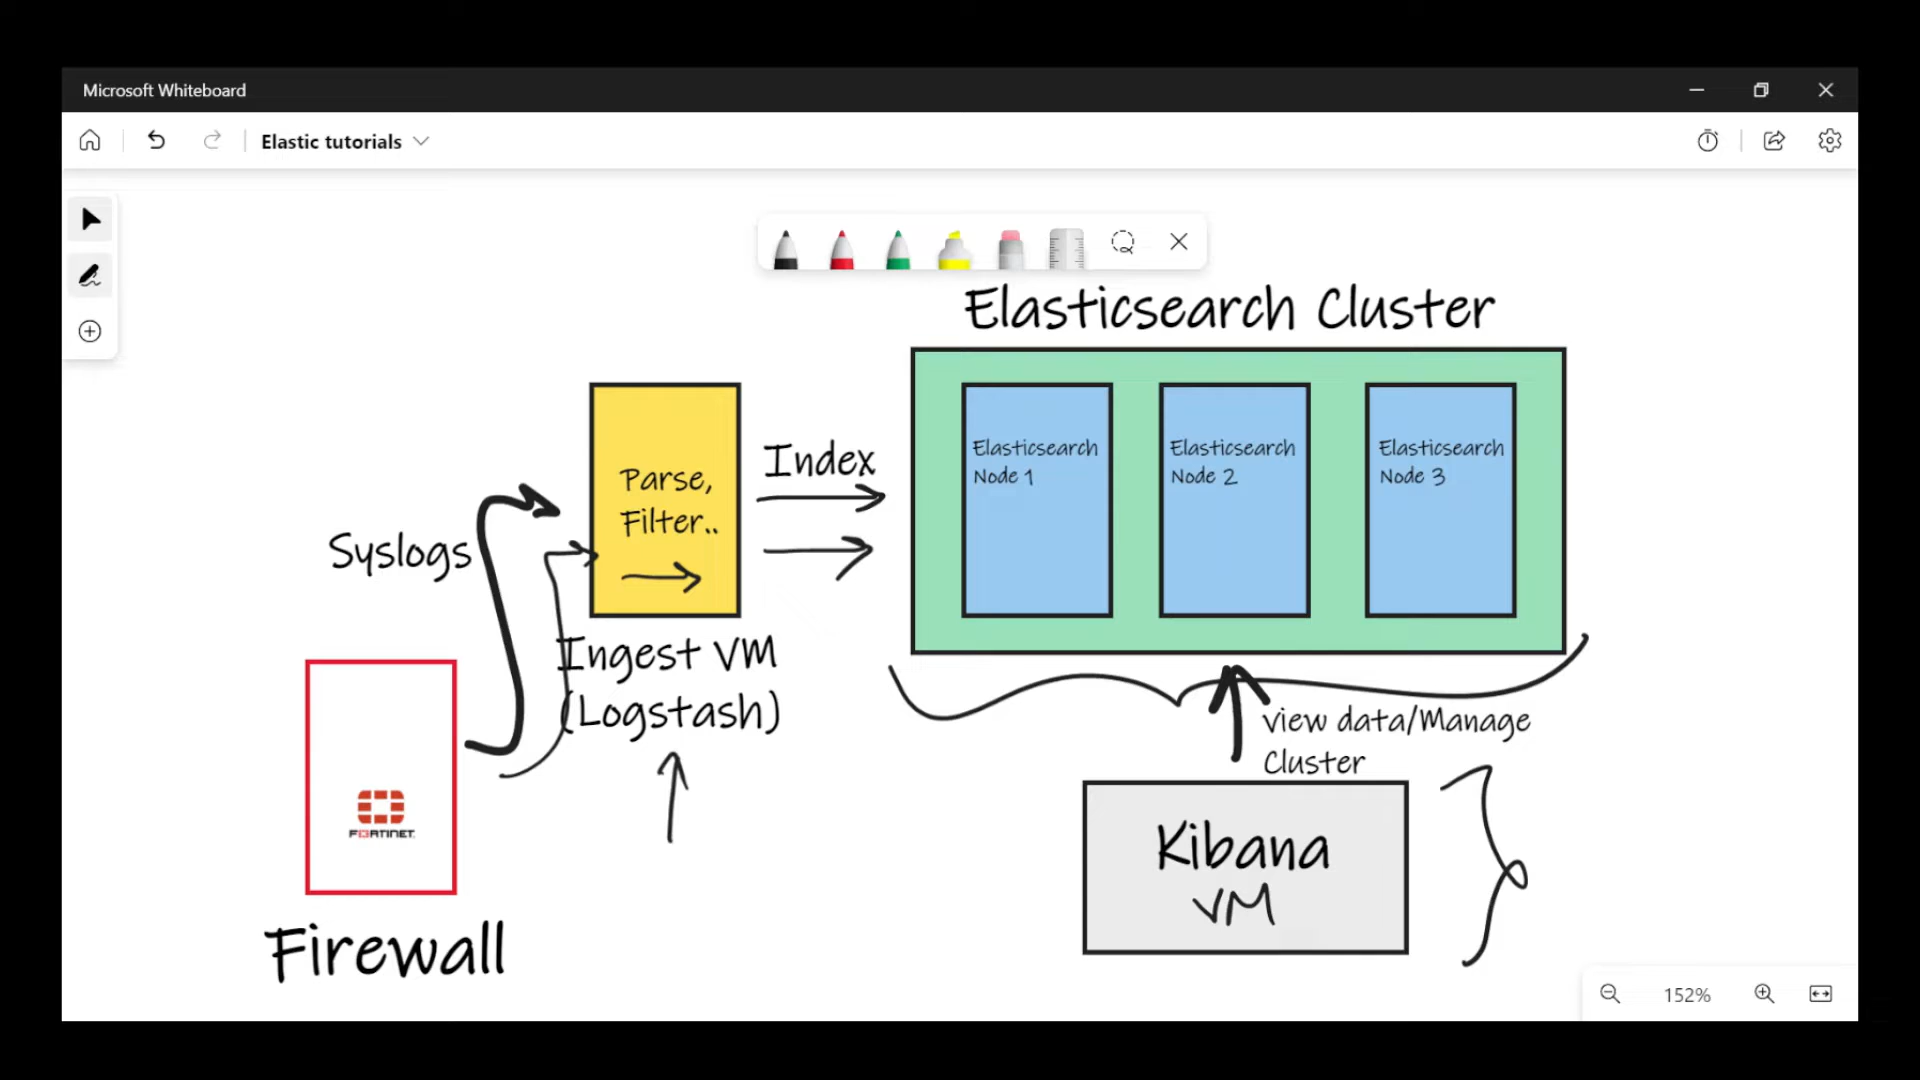 Microsoft Whiteboard
Elastic tutorials
Elasticsearch Cluster
Elasticsearch
Node 1
Elasticsearch
Node 2
Elasticsearch
Node 3
Parse,
Filter..
Index
Syslogs
Ingest VM
(Logstash)
view data/Manage
Cluster
Kibana
VM
FORTINET
Firewall
152%